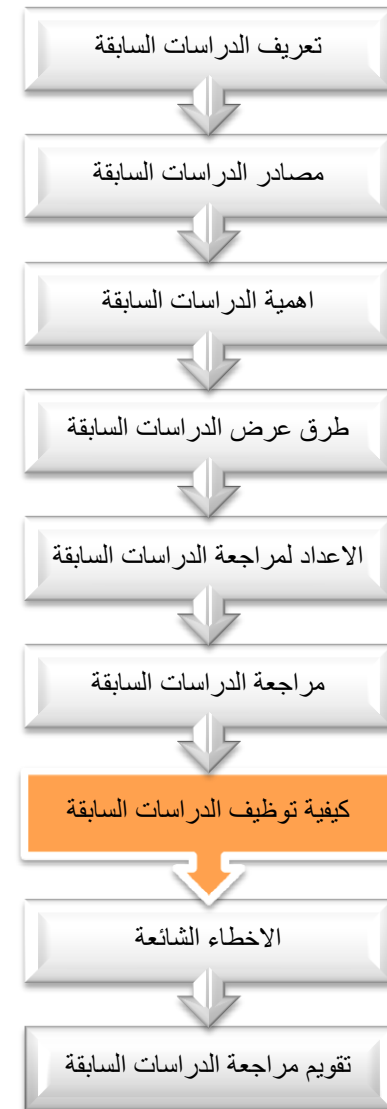 تعريف الدراسات السابقة
مصادر الدراسات السابقة
اهمية الدراسات السابقة
طرق عرض الدراسات السابقة
الاعداد لمراجعة الدراسات السابقة
مراجعة الدراسات السابقة
كيفية توظيف الدراسات السابقة
الاخطاء الشائعة
تقويم مراجعة الدراسات السابقة